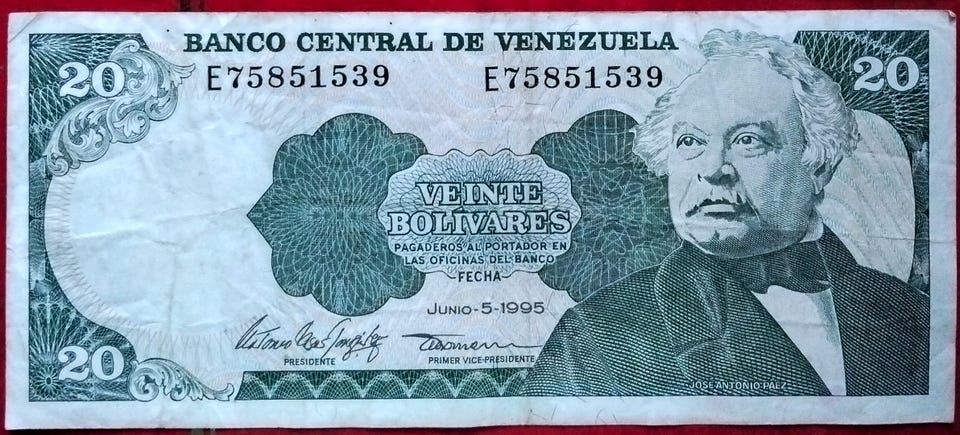 BANCO CENTRAL DE VENEZUELA
20
E75851539 E75851539
20
VEINTE
BOLÍVARES
PAGADEROS AL PORTADOR EN
LAS OFICINAS DEL BANCO
FECHA
JUNIO-5-1995
20
PRESIDENTE
PRIMER VICE-PRESIDENTE
JOSE ANTONIO PAEZ